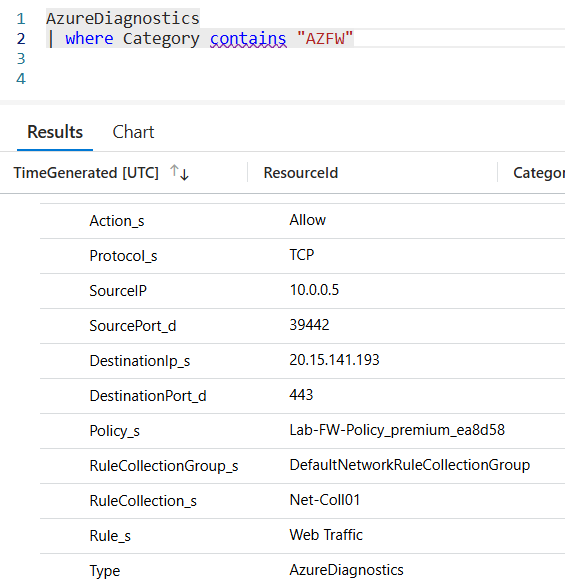 1 AzureDiagnostics
2 | where Category contains "AZFW"
3
4
Results Chart
TimeGenerated [UTC] ↑↓ ResourceId Categor
Action_s Allow
Protocol_s TCP
SourceIP 10.0.0.5
SourcePort_d 39442
DestinationIp_s 20.15.141.193
DestinationPort_d 443
Policy_s Lab-FW-Policy_premium_ea8d58
RuleCollectionGroup_s DefaultNetworkRuleCollectionGroup
RuleCollection_s Net-Coll01
Rule_s Web Traffic
Type AzureDiagnostics